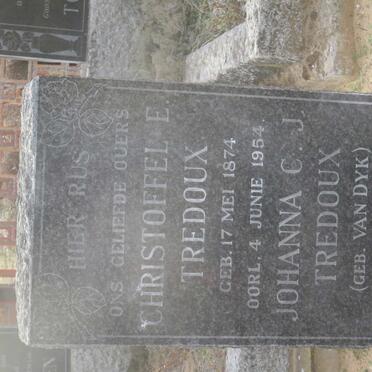 HIER RUS
ONS GELIEFDE OUERS
CHRISTOFFEL E.
TREDOUX
GEB. 17 MEI 1874
OORL. 4 JUNIE 1954.
JOHANNA C. J.
TREDOUX
(GEB. VAN DYK)